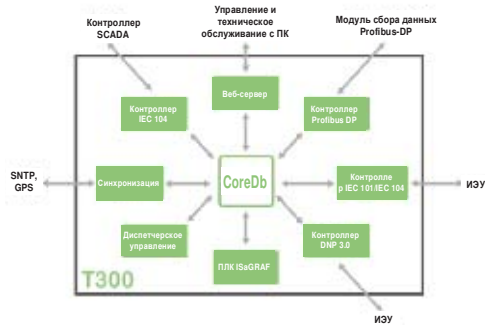 Управление и
техническое
обслуживание с ПК
Контроллер
SCADA
Модуль сбора данных
Profibus-DP
Веб-сервер
Контроллер
IEC 104
Контроллер
Profibus DP
SNTP,
GPS
Синхронизация
CoreDb
Контролле
р IEC 101/IEC 104
ИЭУ
Диспетчерское
управление
ПЛК ISaGRAF
Контроллер
DNP 3.0
T300
ИЭУ